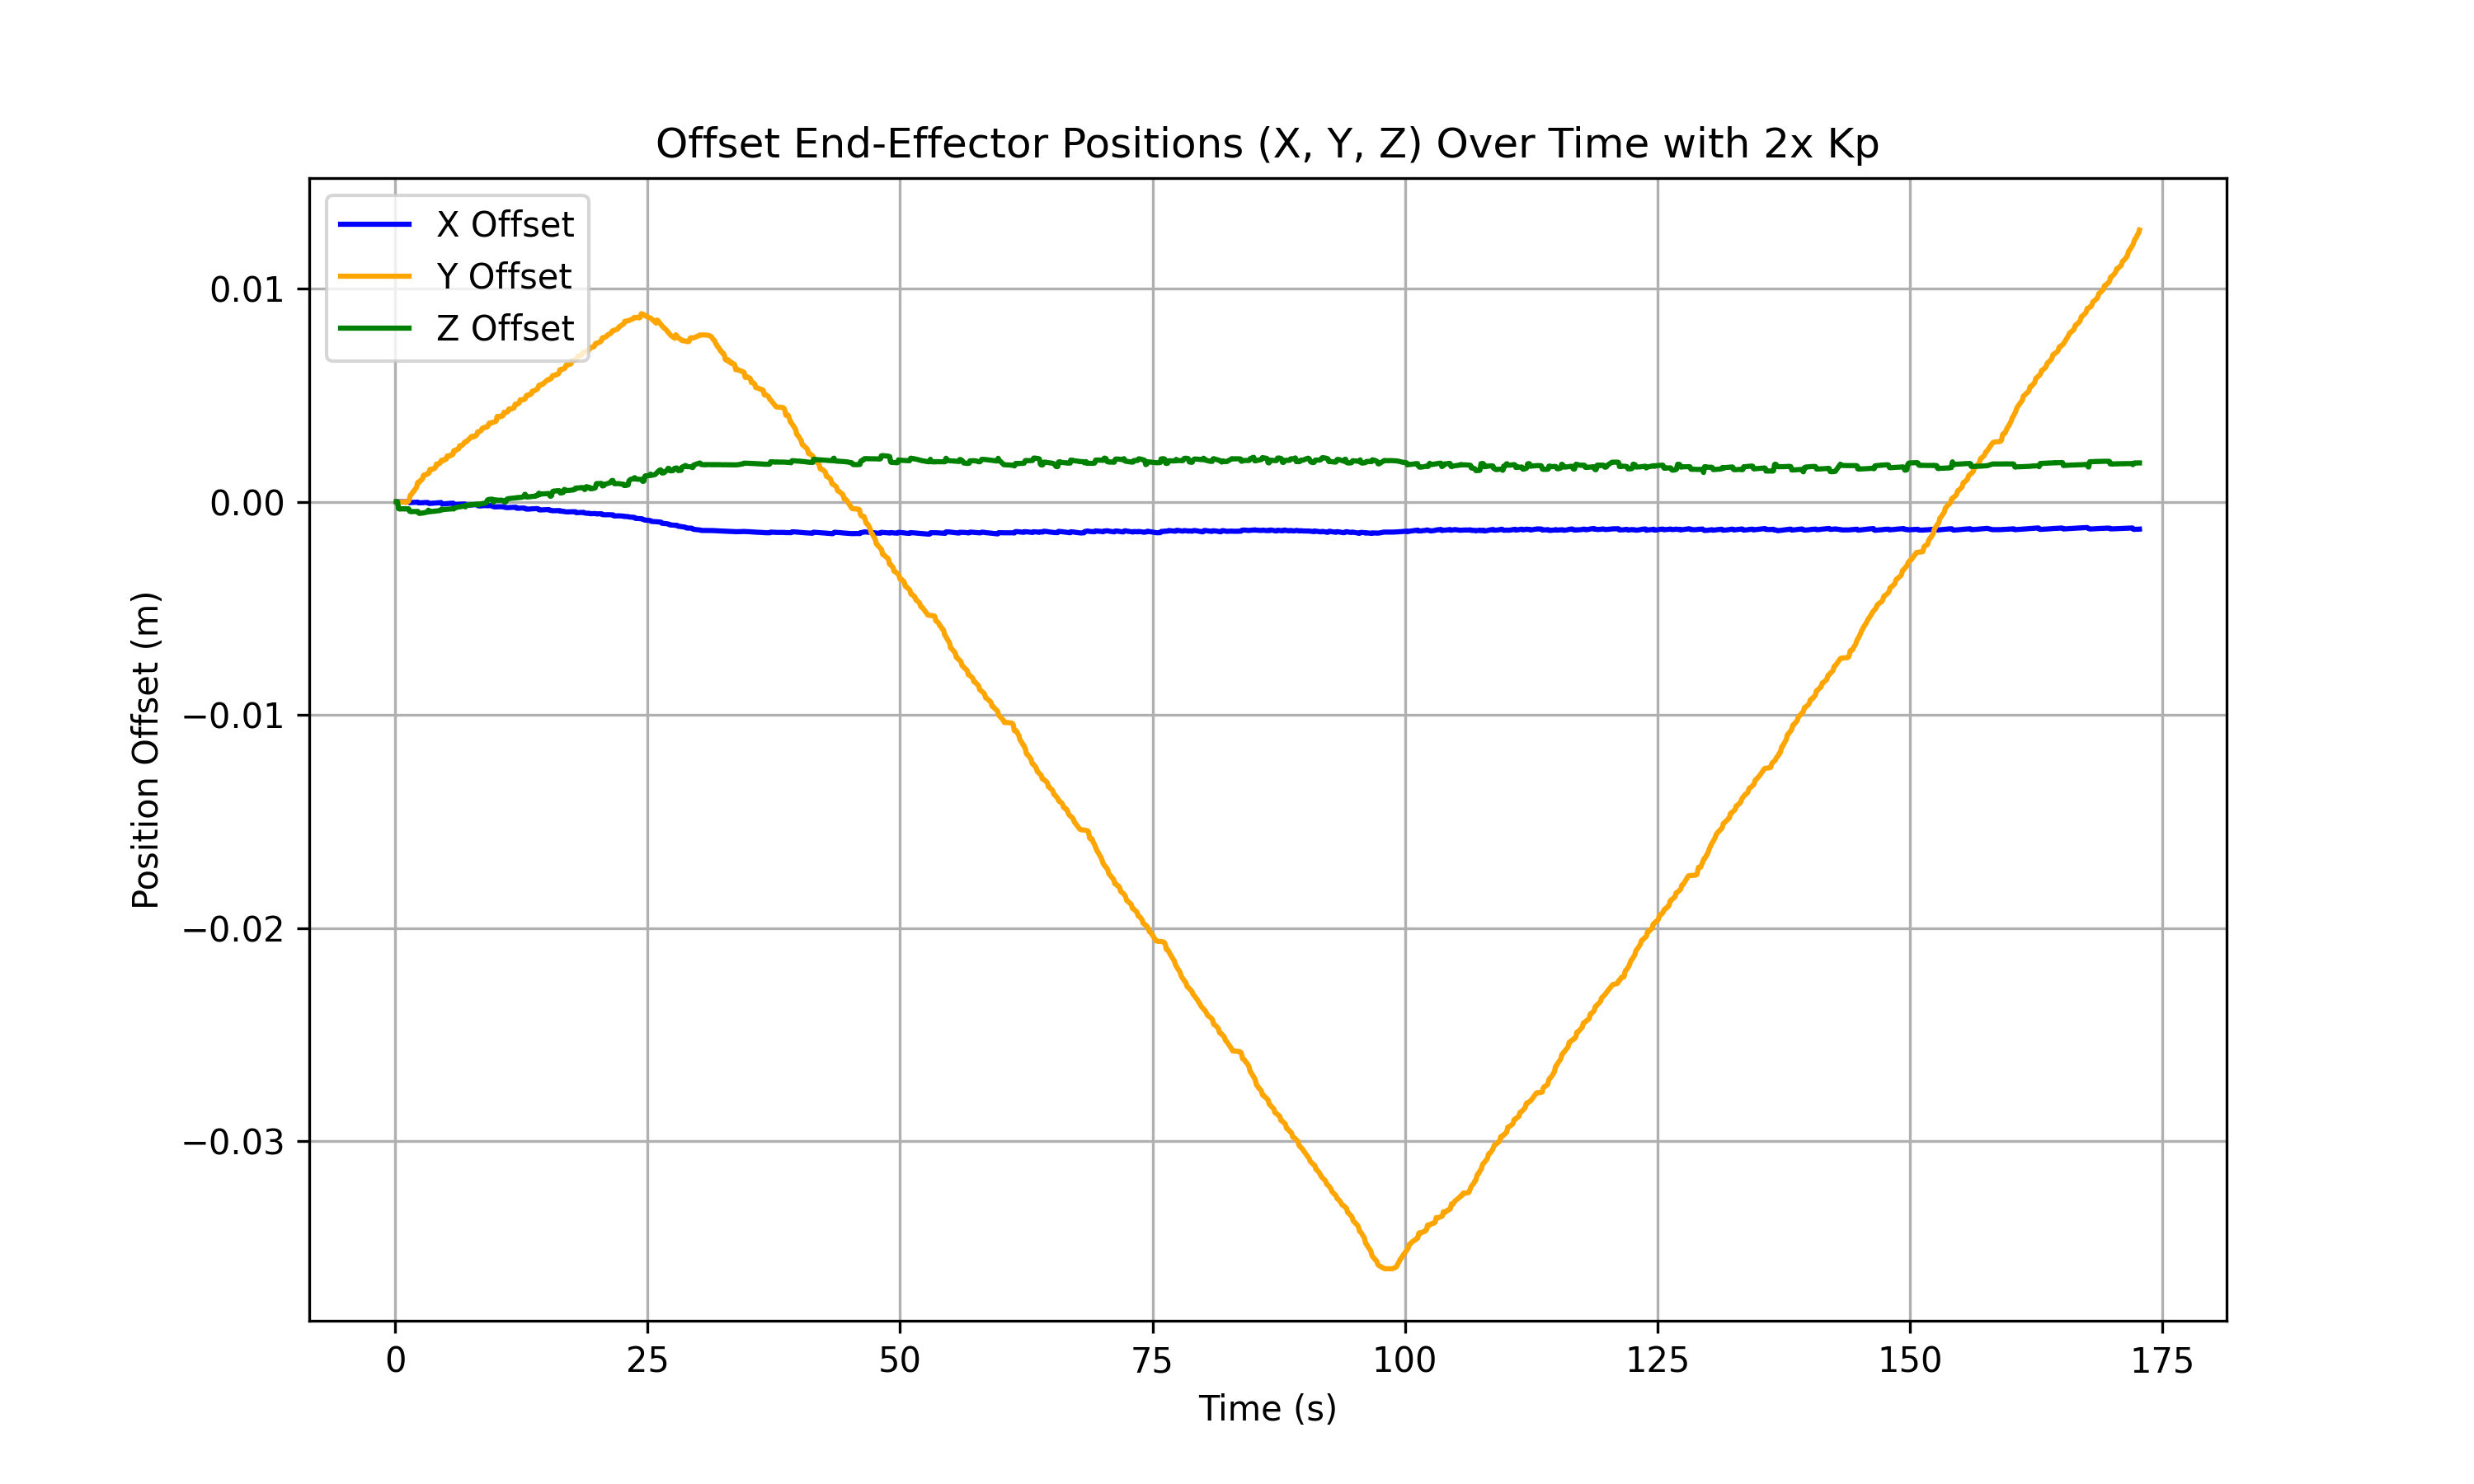 Offset End-Effector Positions (X, Y, Z) Over Time with 2x Kp
X Offset
Y Offset
Z Offset
0.01
0.00
−0.01
−0.02
−0.03
Position Offset (m)
0 25 50 75 100 125 150 175
Time (s)